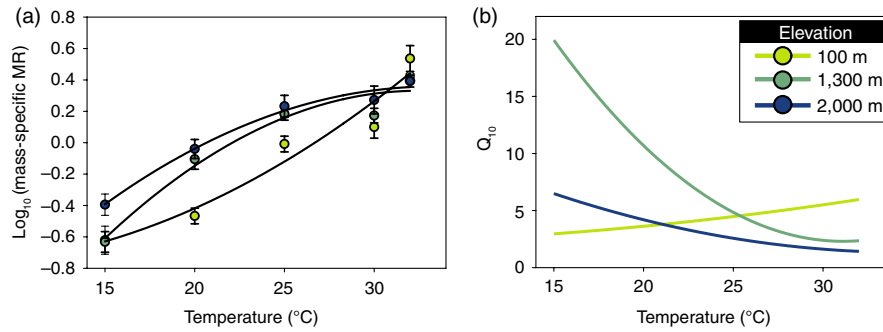 (a)
0.8
0.6
0.4
0.2
0.0
–0.2
–0.4
–0.6
–0.8
Log₁₀ (mass-specific MR)
15 20 25 30
Temperature (°C)
(b)
20
15
10
5
0
Q₁₀
15 20 25 30
Temperature (°C)
Elevation
100 m
1,300 m
2,000 m